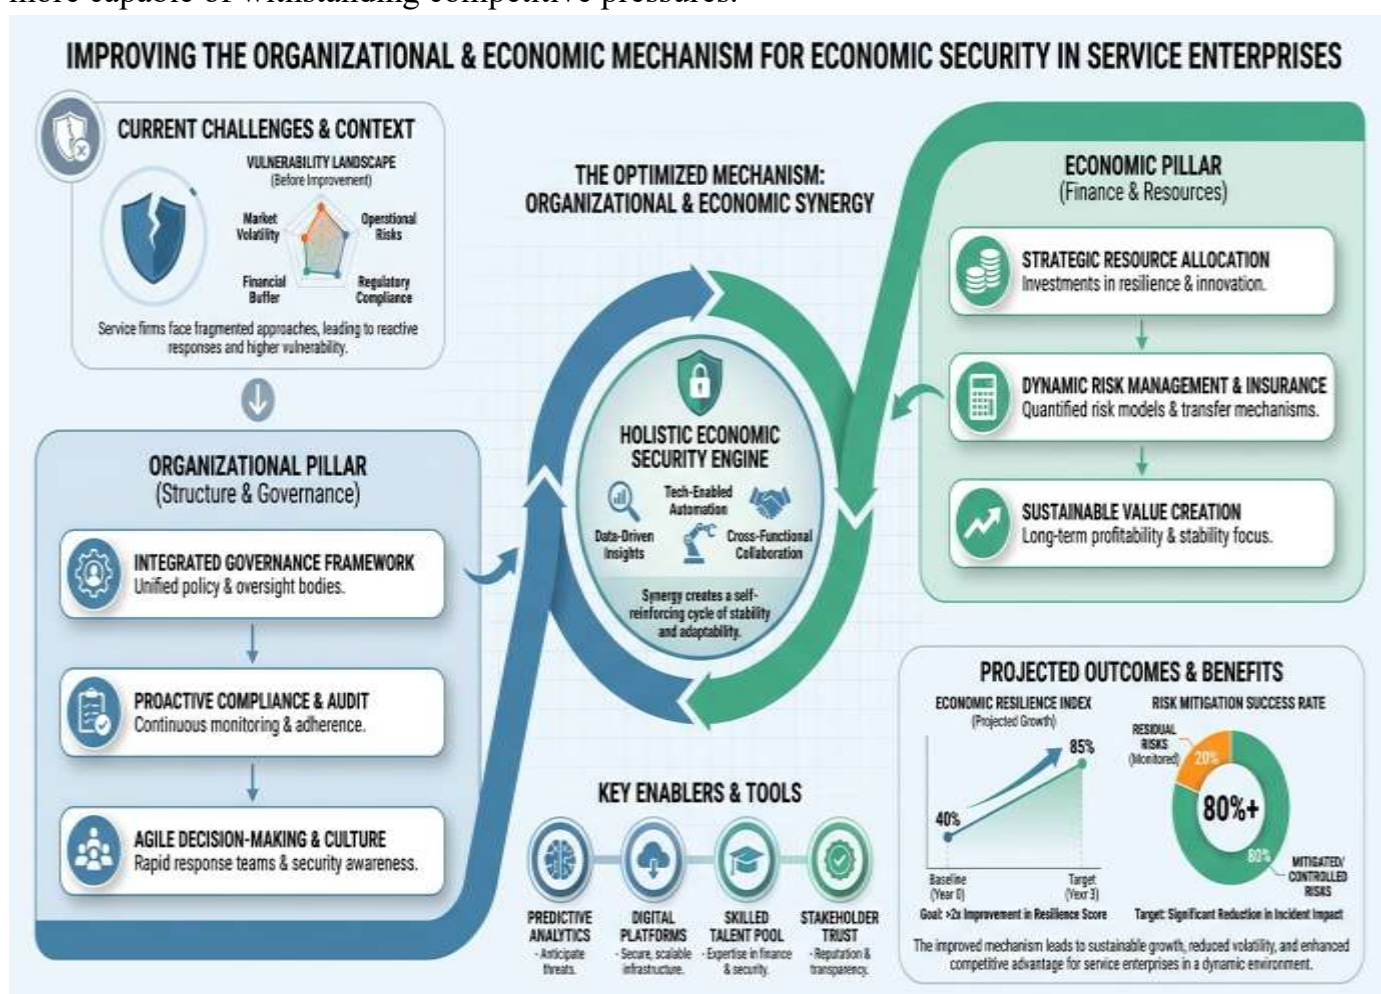 more capable of withstanding competitive pressures.
IMPROVING THE ORGANIZATIONAL & ECONOMIC MECHANISM FOR ECONOMIC SECURITY IN SERVICE ENTERPRISES
CURRENT CHALLENGES & CONTEXT
VULNERABILITY LANDSCAPE
(Before Improvement)
Market
Volatility
Operational
Risks
Financial
Buffer
Regulatory
Compliance
Service firms face fragmented approaches, leading to reactive
responses and higher vulnerability.
ORGANIZATIONAL PILLAR
(Structure & Governance)
INTEGRATED GOVERNANCE FRAMEWORK
Unified policy & oversight bodies.
PROACTIVE COMPLIANCE & AUDIT
Continuous monitoring & adherence.
AGILE DECISION-MAKING & CULTURE
Rapid response teams & security awareness.
THE OPTIMIZED MECHANISM:
ORGANIZATIONAL & ECONOMIC SYNERGY
HOLISTIC ECONOMIC
SECURITY ENGINE
Tech-Enabled
Automation
Data-Driven
Insights
Cross-Functional
Collaboration
Synergy creates a self-
reinforcing cycle of stability
and adaptability.
KEY ENABLERS & TOOLS
PREDICTIVE
ANALYTICS
- Anticipate
threats.
DIGITAL
PLATFORMS
- Secure, scalable
infrastructure.
SKILLED
TALENT POOL
- Expertise in finance
& security.
STAKEHOLDER
TRUST
- Reputation &
transparency.
ECONOMIC PILLAR
(Finance & Resources)
STRATEGIC RESOURCE ALLOCATION
Investments in resilience & innovation.
DYNAMIC RISK MANAGEMENT & INSURANCE
Quantified risk models & transfer mechanisms.
SUSTAINABLE VALUE CREATION
Long-term profitability & stability focus.
PROJECTED OUTCOMES & BENEFITS
ECONOMIC RESILIENCE INDEX
(Projected Growth)
85%
40%
Baseline
(Year 0)
Target
(Yexr 3)
Goal: >2x Improvement in Resilience Score
RISK MITIGATION SUCCESS RATE
RESIDUAL
RISKS
(Monitored)
20%
80%+
80%
MITIGATED/
CONTROLLED
RISKS
Target: Significant Reduction in Incident Impact
The improved mechanism leads to sustainable growth, reduced volatility, and enhanced
competitive advantage for service enterprises in a dynamic environment.